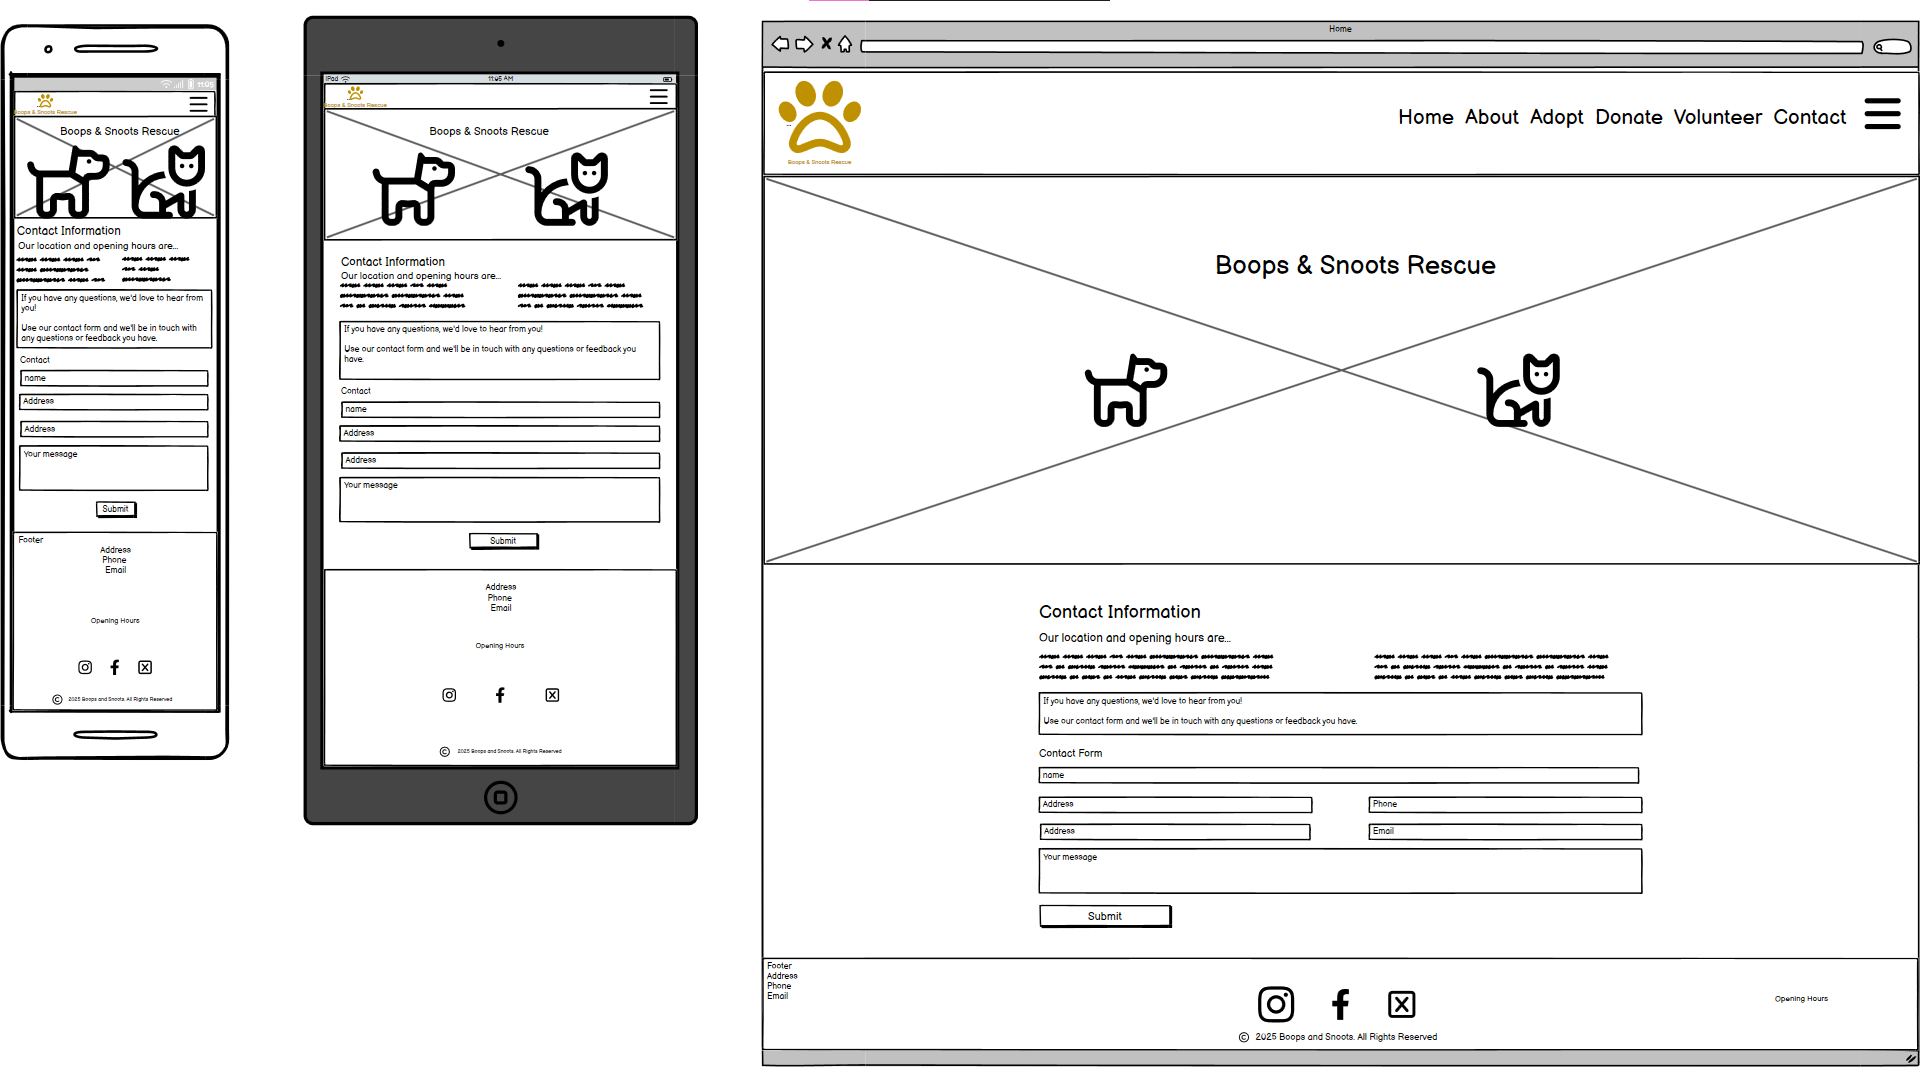 11:05
Boops & Snoots Rescue
Boops & Snoots Rescue
Contact Information
Our location and opening hours are...
If you have any questions, we'd love to hear from
you!
Use our contact form and we'll be in touch with
any questions or feedback you have.
Contact
name
Address
Address
Your message
Submit
Footer
Address
Phone
Email
Opening Hours
© 2025 Boops and Snoots. All Rights Reserved
iPad 11:05 AM
Boops & Snoots Rescue
Boops & Snoots Rescue
Contact Information
Our location and opening hours are...
If you have any questions, we'd love to hear from you!
Use our contact form and we'll be in touch with any questions or feedback you
have.
Contact
name
Address
Address
Your message
Submit
Address
Phone
Email
Opening Hours
© 2025 Boops and Snoots. All Rights Reserved
Home
Boops & Snoots Rescue
Home About Adopt Donate Volunteer Contact
Boops & Snoots Rescue
Contact Information
Our location and opening hours are...
If you have any questions, we'd love to hear from you!
Use our contact form and we'll be in touch with any questions or feedback you have.
Contact Form
name
Address Phone
Address Email
Your message
Submit
Footer
Address
Phone
Email
Opening Hours
© 2025 Boops and Snoots. All Rights Reserved